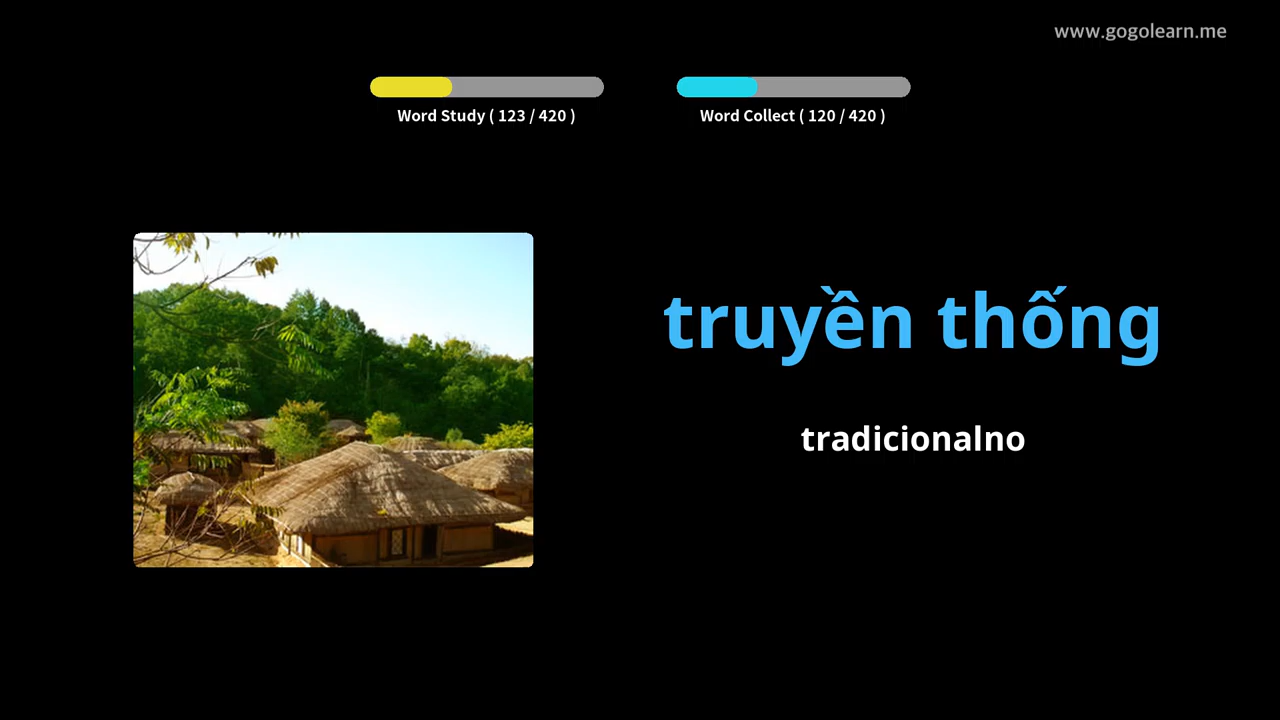 www.gogolearn.me
Word Study ( 123 / 420 )
Word Collect ( 120 / 420 )
truyền thống
tradicionalno